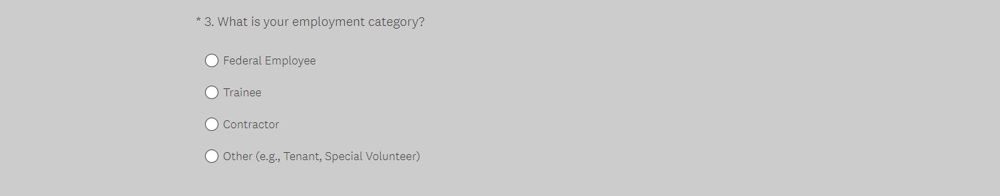 * 3. What is your employment category?
Federal Employee
Trainee
Contractor
Other (e.g., Tenant, Special Volunteer)